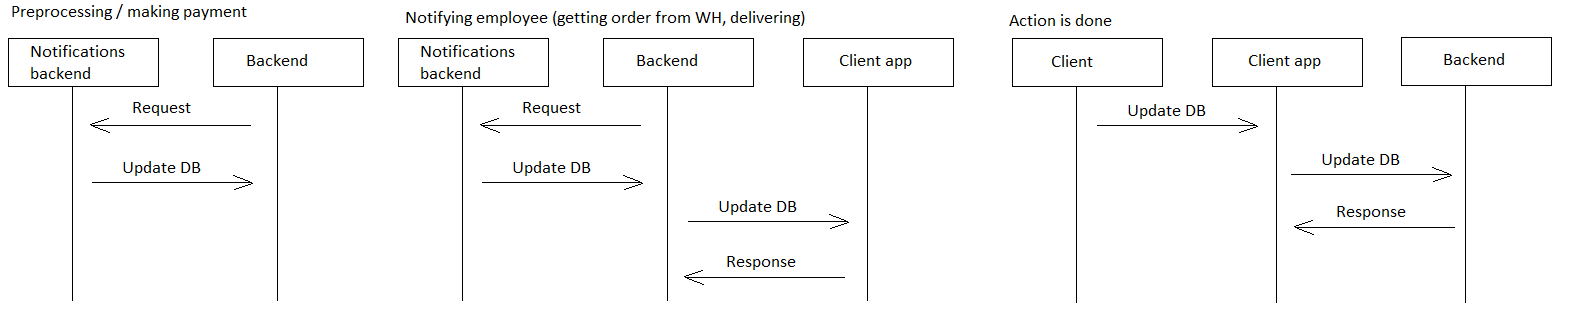 Preprocessing / making payment
Notifications
backend
Backend
Request
Update DB
Notifying employee (getting order from WH, delivering)
Notifications
backend
Backend
Client app
Request
Update DB
Update DB
Response
Action is done
Client
Client app
Backend
Update DB
Update DB
Response